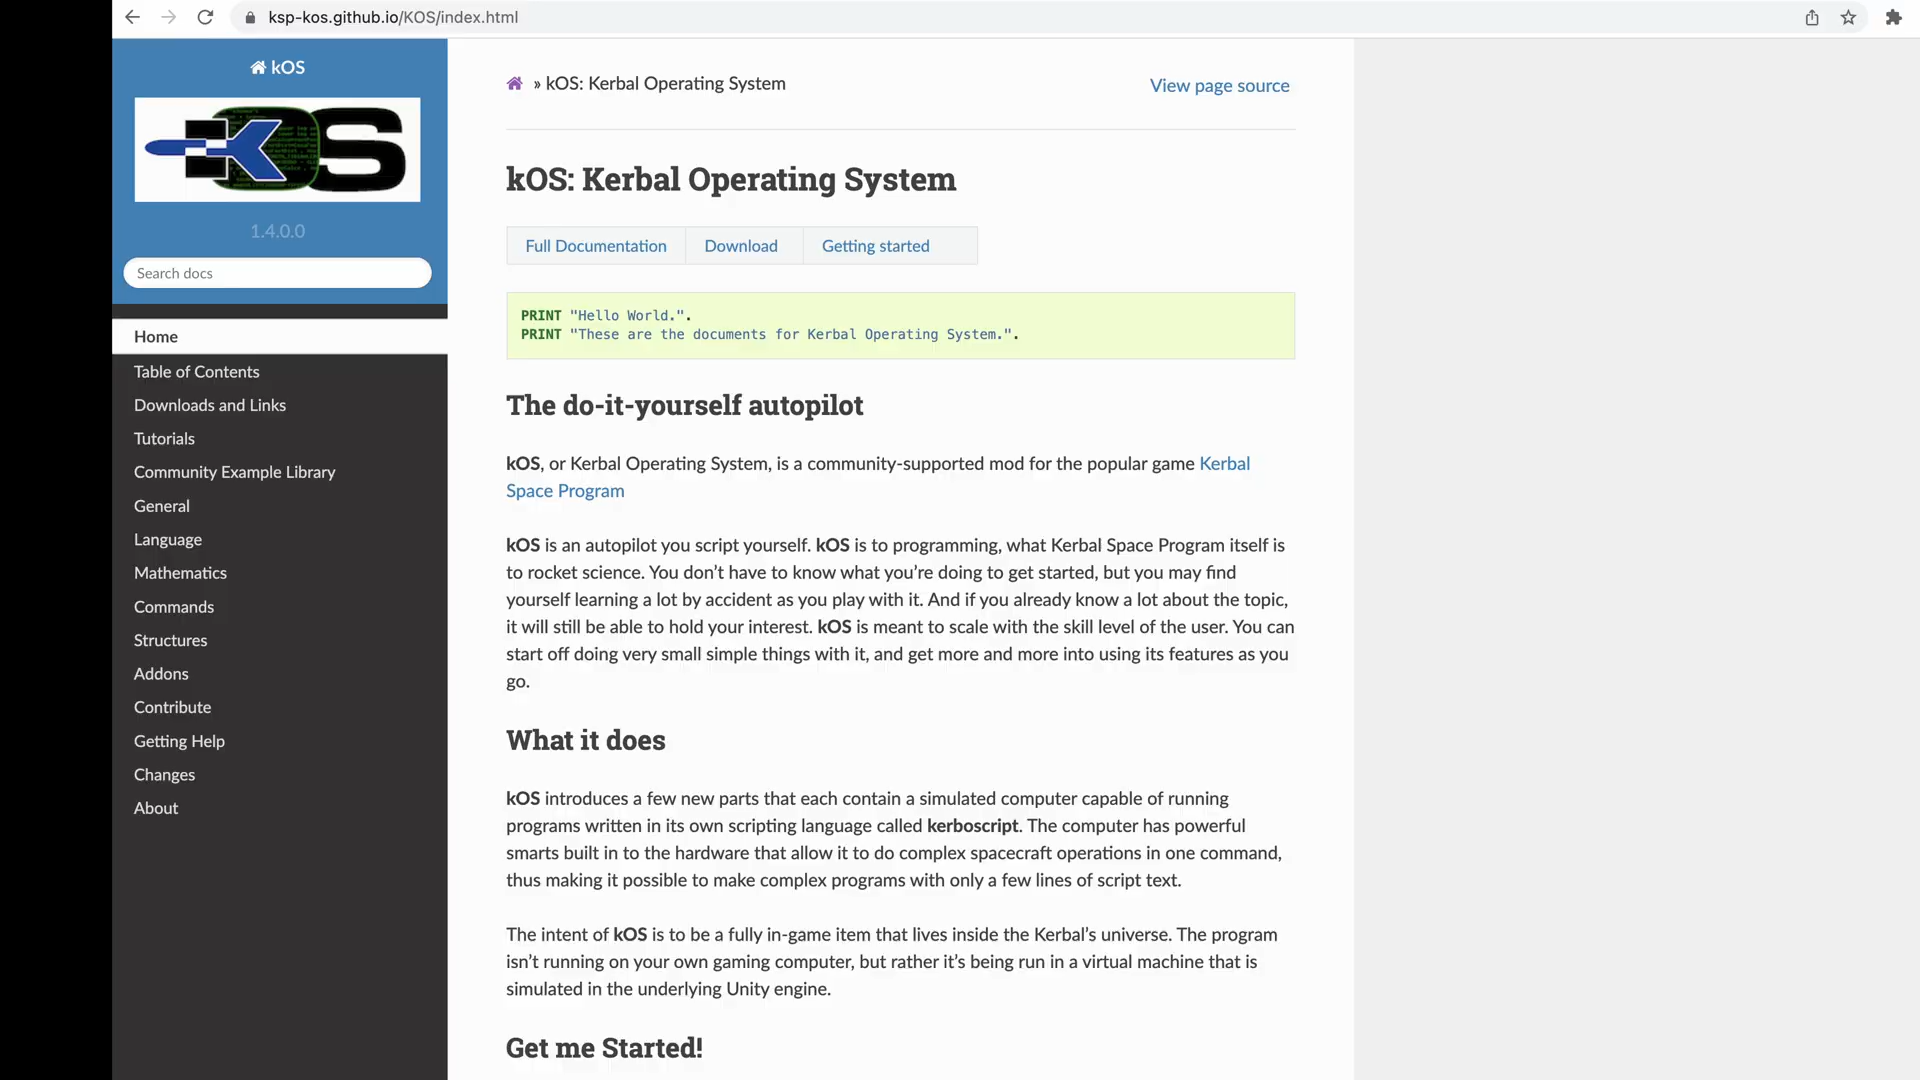 ksp-kos.github.io/KOS/index.html
kOS
kOS
1.4.0.0
Search docs
Home
Table of Contents
Downloads and Links
Tutorials
Community Example Library
General
Language
Mathematics
Commands
Structures
Addons
Contribute
Getting Help
Changes
About
» kOS: Kerbal Operating System
View page source
kOS: Kerbal Operating System
Full Documentation Download Getting started
PRINT "Hello World.".
PRINT "These are the documents for Kerbal Operating System.".
The do-it-yourself autopilot
kOS, or Kerbal Operating System, is a community-supported mod for the popular game Kerbal
Space Program
kOS is an autopilot you script yourself. kOS is to programming, what Kerbal Space Program itself is
to rocket science. You don’t have to know what you’re doing to get started, but you may find
yourself learning a lot by accident as you play with it. And if you already know a lot about the topic,
it will still be able to hold your interest. kOS is meant to scale with the skill level of the user. You can
start off doing very small simple things with it, and get more and more into using its features as you
go.
What it does
kOS introduces a few new parts that each contain a simulated computer capable of running
programs written in its own scripting language called kerboscript. The computer has powerful
smarts built in to the hardware that allow it to do complex spacecraft operations in one command,
thus making it possible to make complex programs with only a few lines of script text.
The intent of kOS is to be a fully in-game item that lives inside the Kerbal’s universe. The program
isn’t running on your own gaming computer, but rather it’s being run in a virtual machine that is
simulated in the underlying Unity engine.
Get me Started!